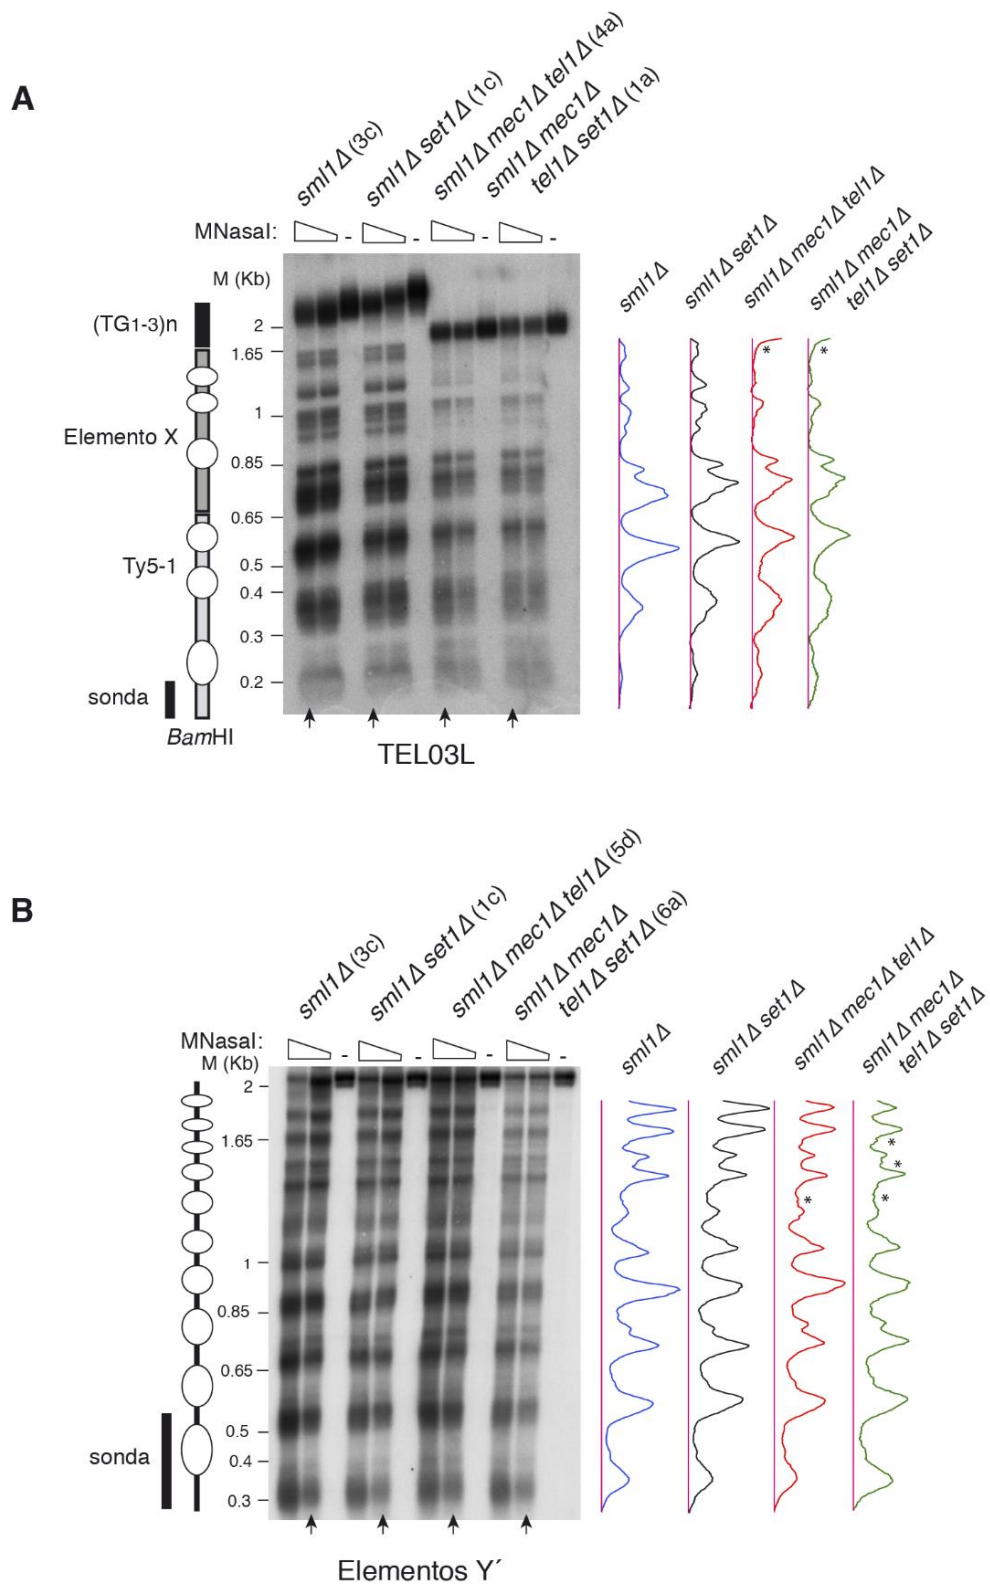 A
sml1Δ (3c)
sml1Δ set1Δ (1c)
sml1Δ mec1Δ tel1Δ (4a)
sml1Δ mec1Δ
tel1Δ set1Δ (1a)
MNasaI:
-
-
-
-
M (Kb)
(TG1-3)n
Elemento X
Ty5-1
sonda
BamHI
2
1.65
1
0.85
0.65
0.5
0.4
0.3
0.2
TEL03L
sml1Δ
sml1Δ set1Δ
sml1Δ mec1Δ tel1Δ
sml1Δ mec1Δ
tel1Δ set1Δ
*
*
B
sml1Δ (3c)
sml1Δ set1Δ (1c)
sml1Δ mec1Δ tel1Δ (5d)
sml1Δ mec1Δ
tel1Δ set1Δ (6a)
MNasaI:
-
-
-
-
M (Kb)
2
1.65
1
0.85
0.65
0.5
0.4
0.3
sonda
Elementos Y´
sml1Δ
sml1Δ set1Δ
sml1Δ mec1Δ tel1Δ
sml1Δ mec1Δ
tel1Δ set1Δ
*
*
*
*